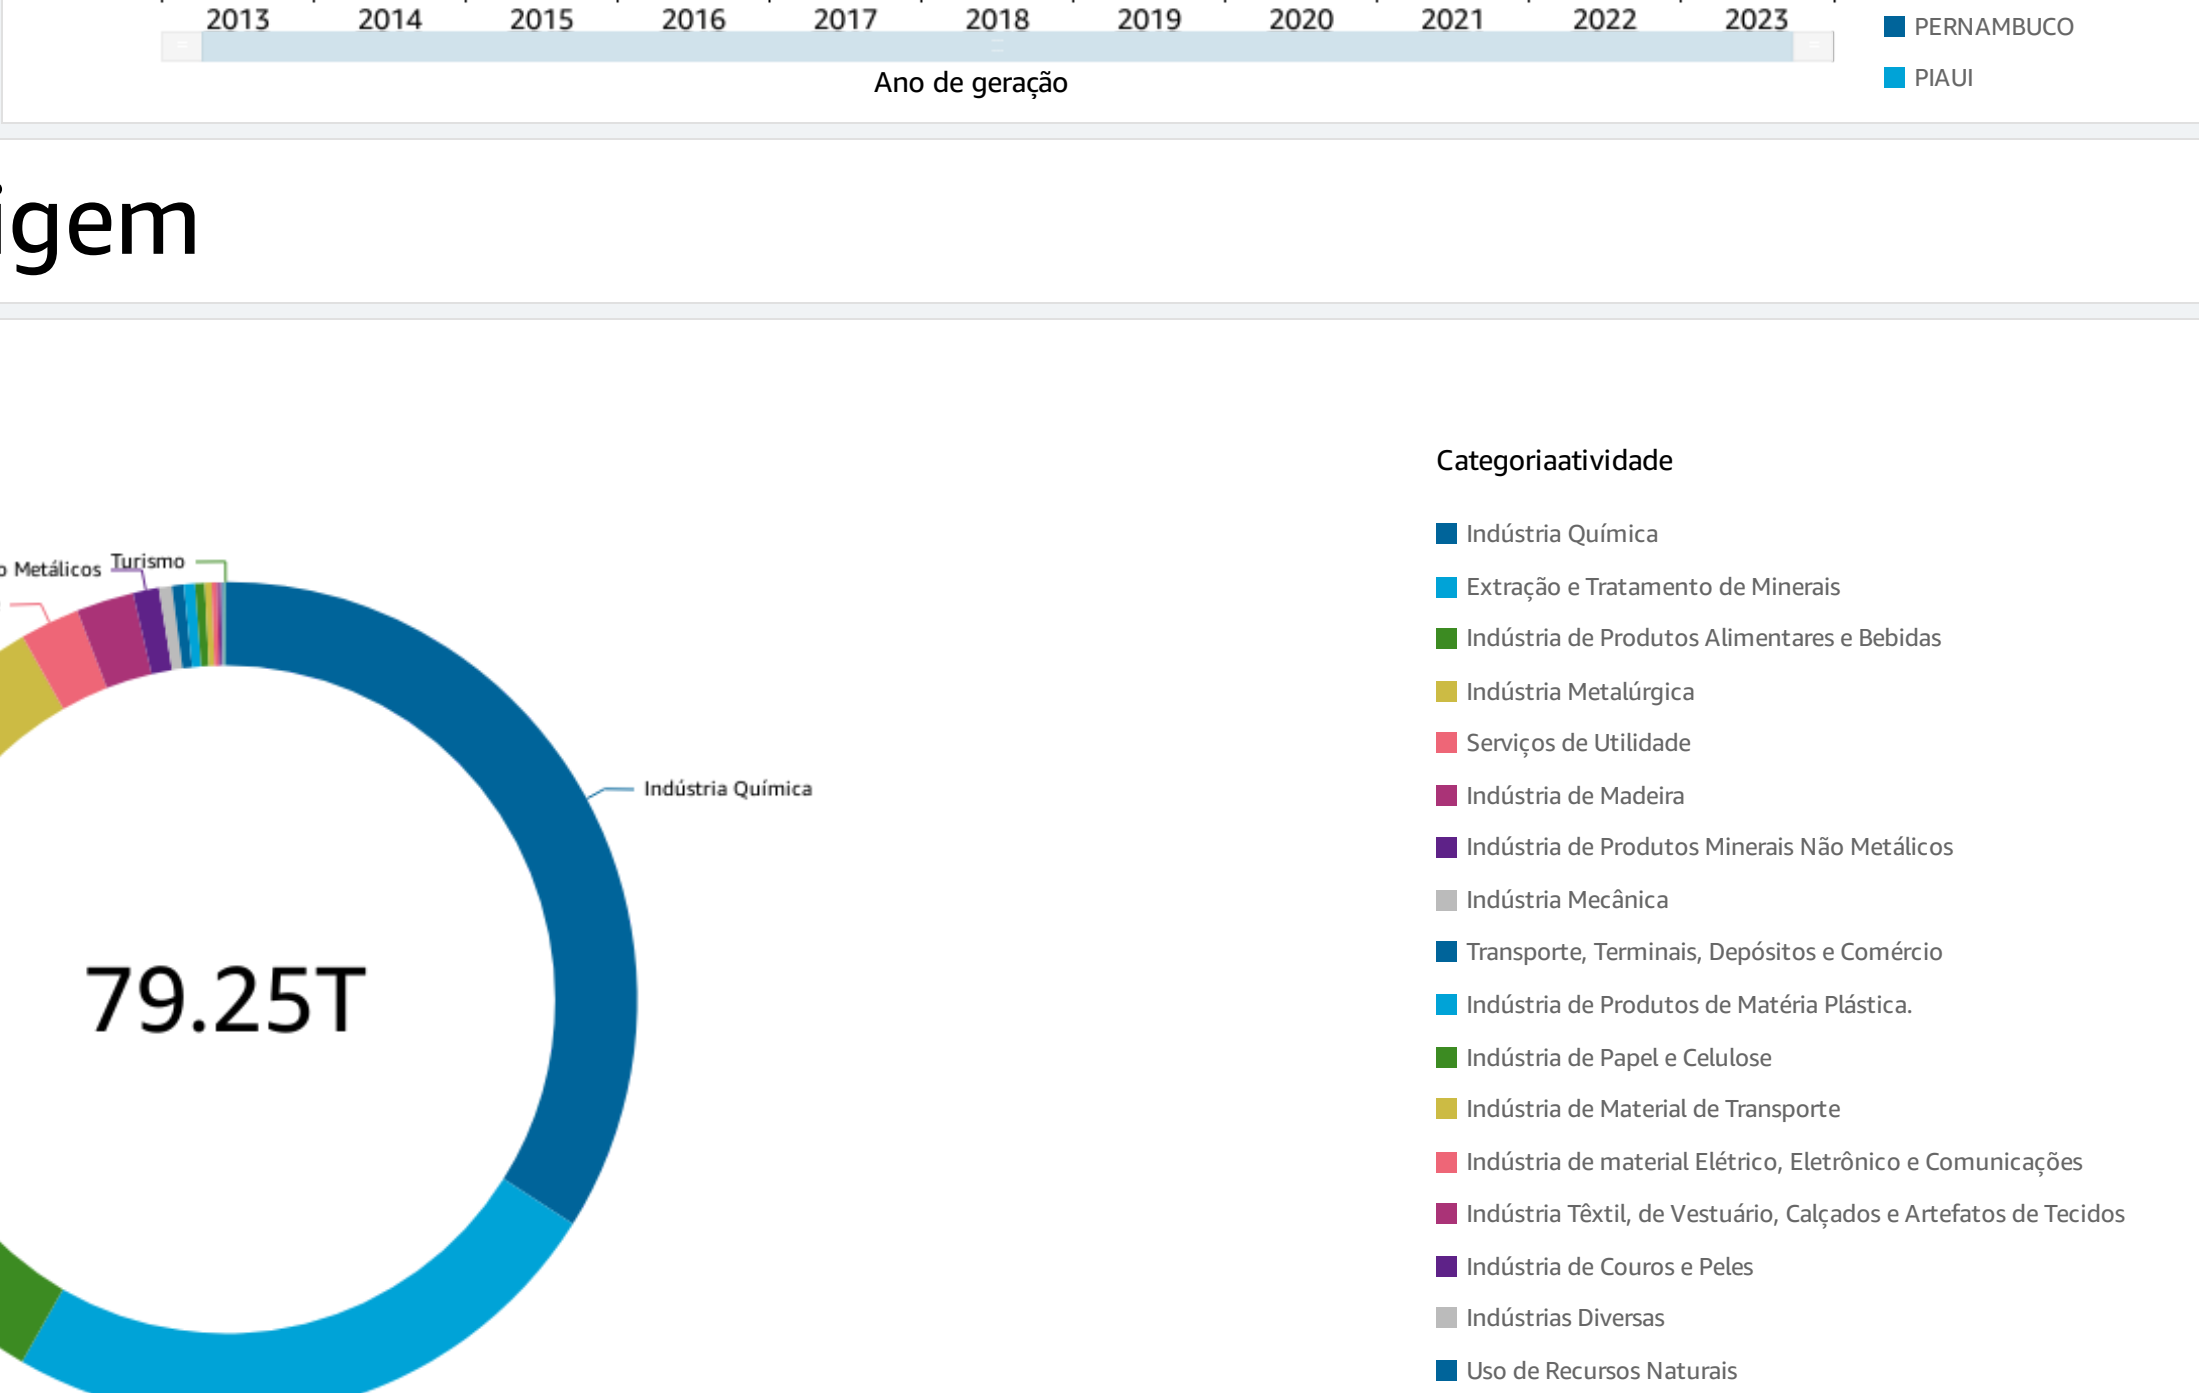 2013 2014 2015 2016 2017 2018 2019 2020 2021 2022 2023
Ano de geração
PERNAMBUCO
PIAUI
igem
o Metálicos
Turismo
Indústria Química
79.25T
Categoriaatividade
Indústria Química
Extração e Tratamento de Minerais
Indústria de Produtos Alimentares e Bebidas
Indústria Metalúrgica
Serviços de Utilidade
Indústria de Madeira
Indústria de Produtos Minerais Não Metálicos
Indústria Mecânica
Transporte, Terminais, Depósitos e Comércio
Indústria de Produtos de Matéria Plástica.
Indústria de Papel e Celulose
Indústria de Material de Transporte
Indústria de material Elétrico, Eletrônico e Comunicações
Indústria Têxtil, de Vestuário, Calçados e Artefatos de Tecidos
Indústria de Couros e Peles
Indústrias Diversas
Uso de Recursos Naturais